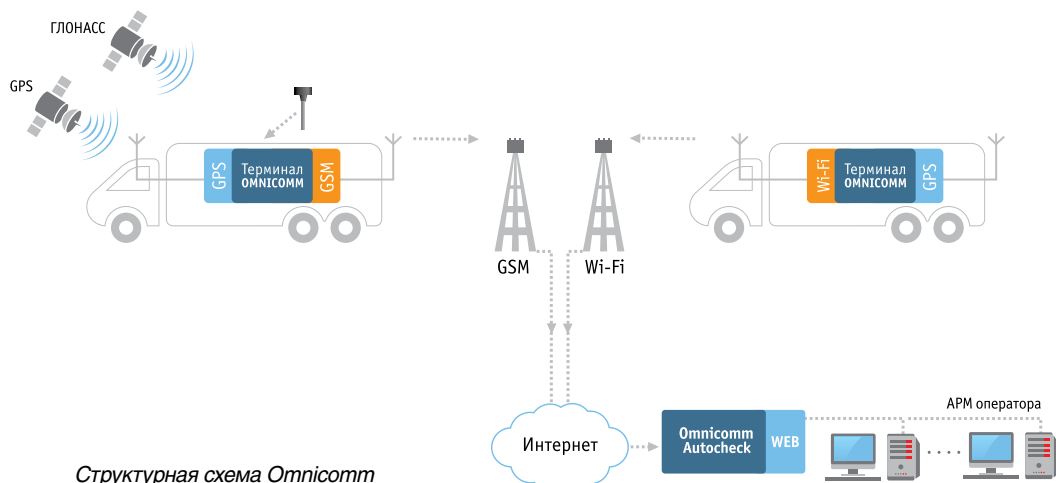 ГЛОНАСС
GPS
GPS
Терминал
OMNICOMM
GSM
Wi-Fi
Терминал
OMNICOMM
GPS
GSM
Wi-Fi
Интернет
Omnicomm
Autocheck
WEB
АРМ оператора
Структурная схема Omnicomm